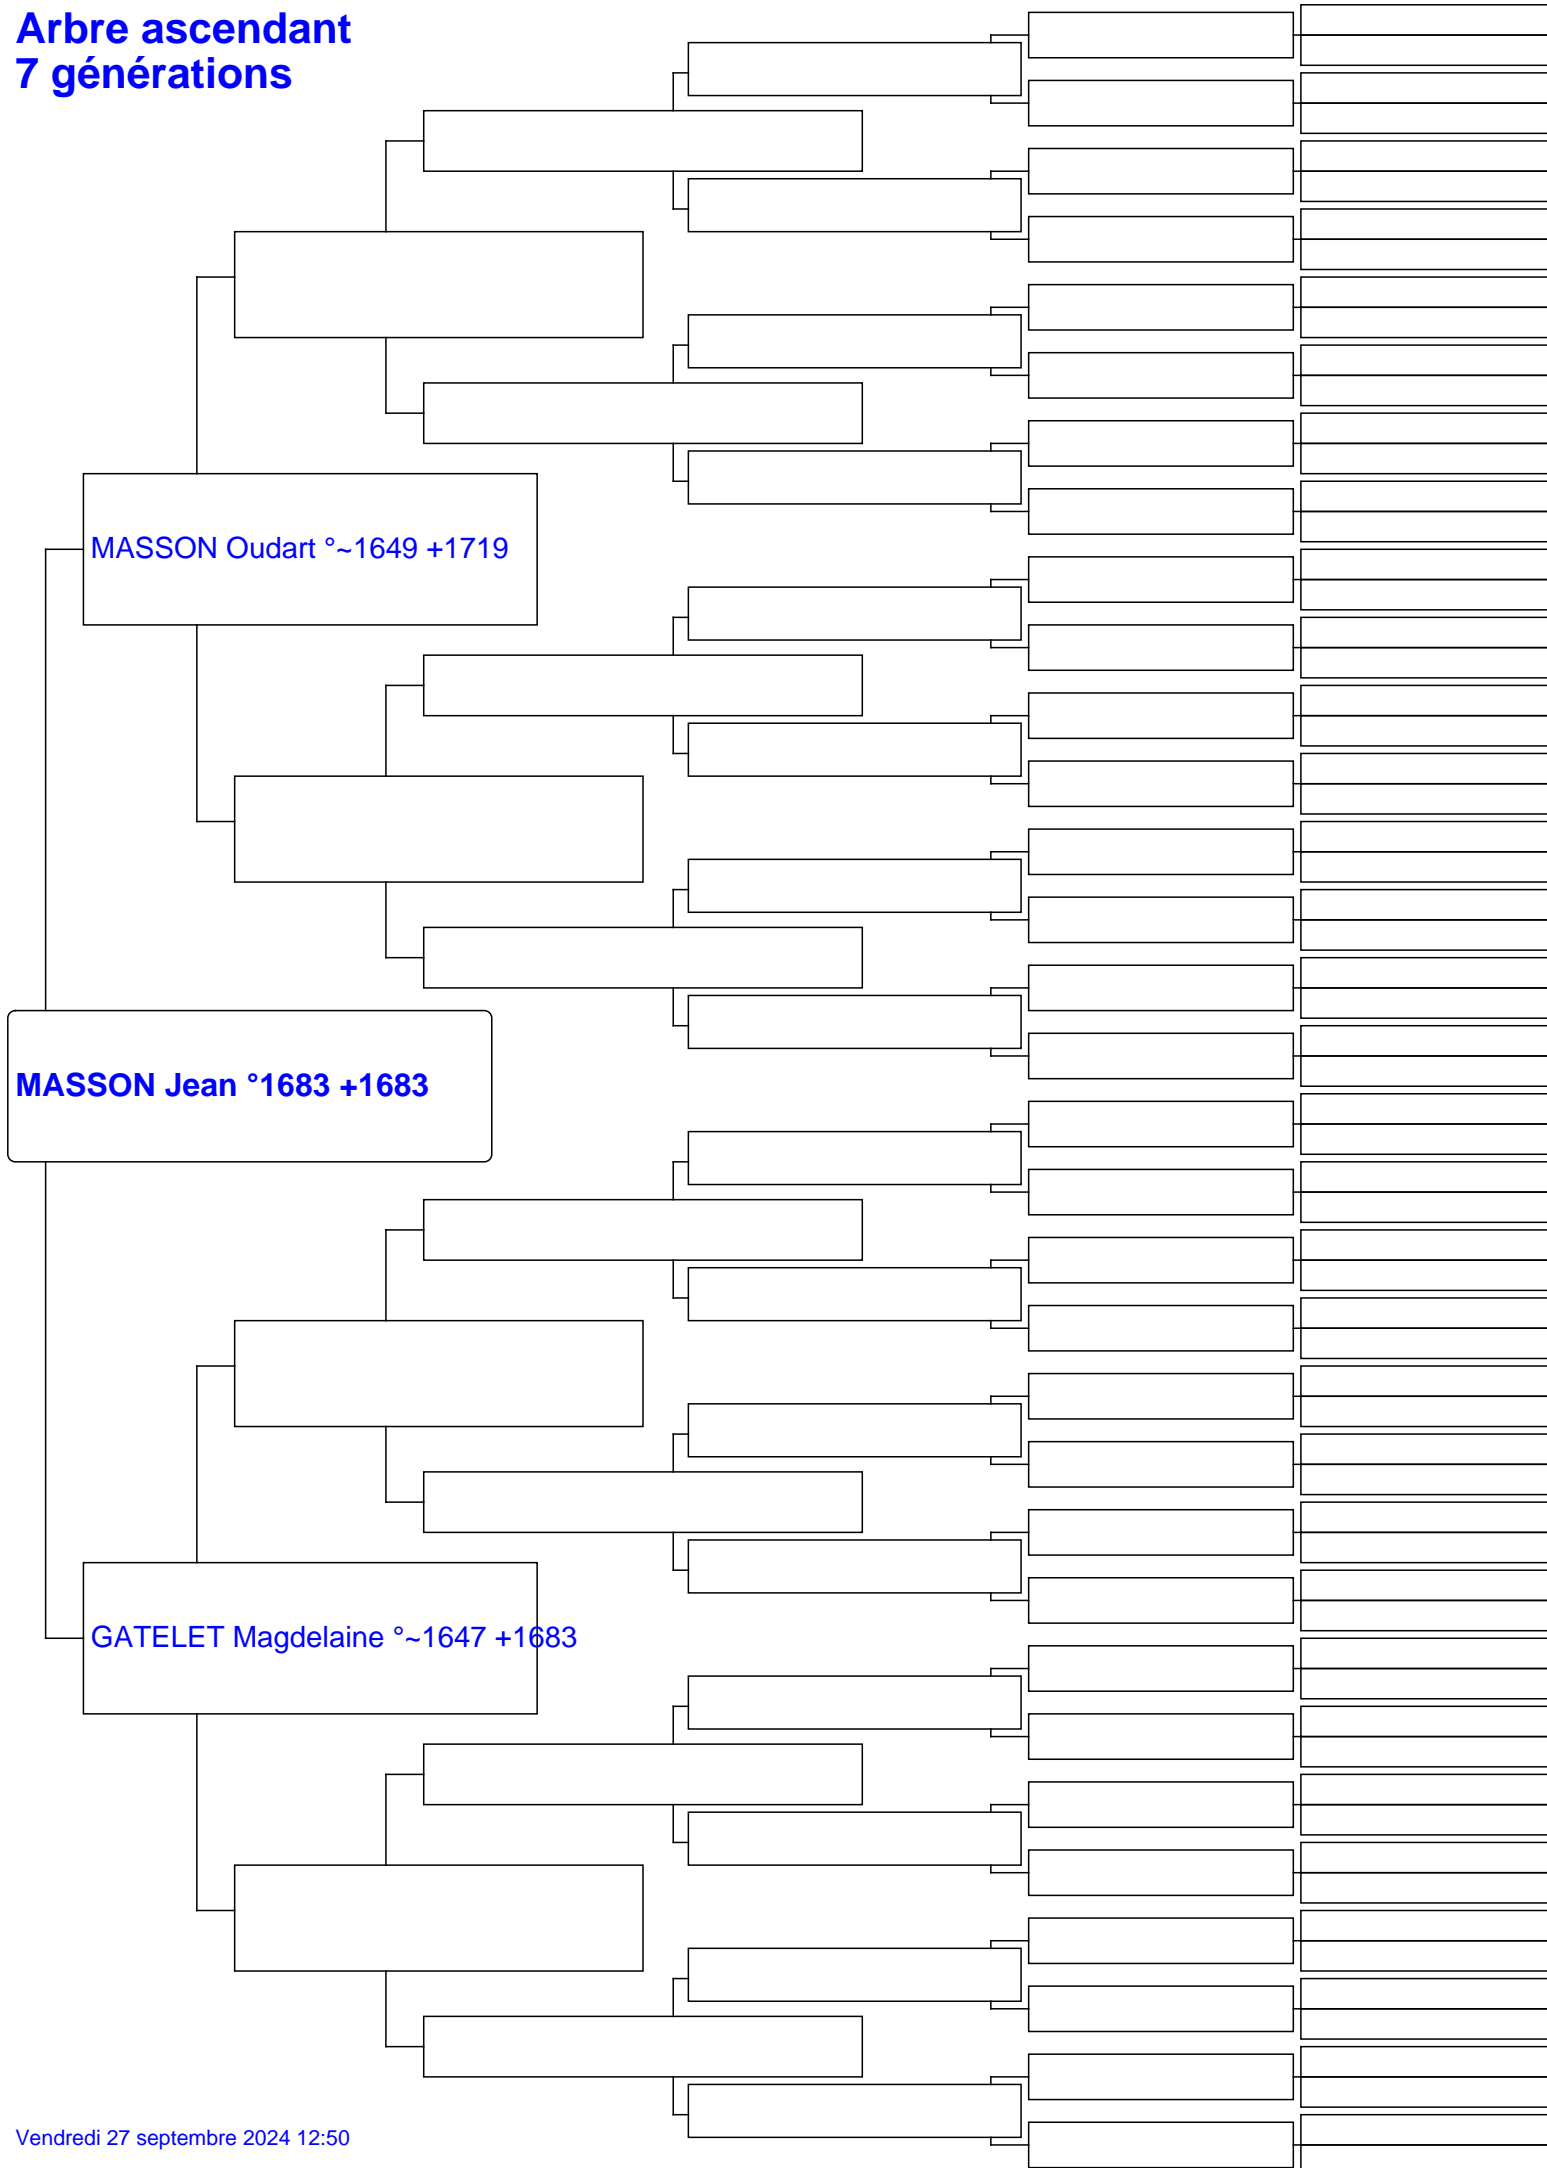 Arbre ascendant
7 générations
MASSON Oudart °~1649 +1719
MASSON Jean °1683 +1683
GATELET Magdelaine °~1647 +1683
Vendredi 27 septembre 2024 12:50